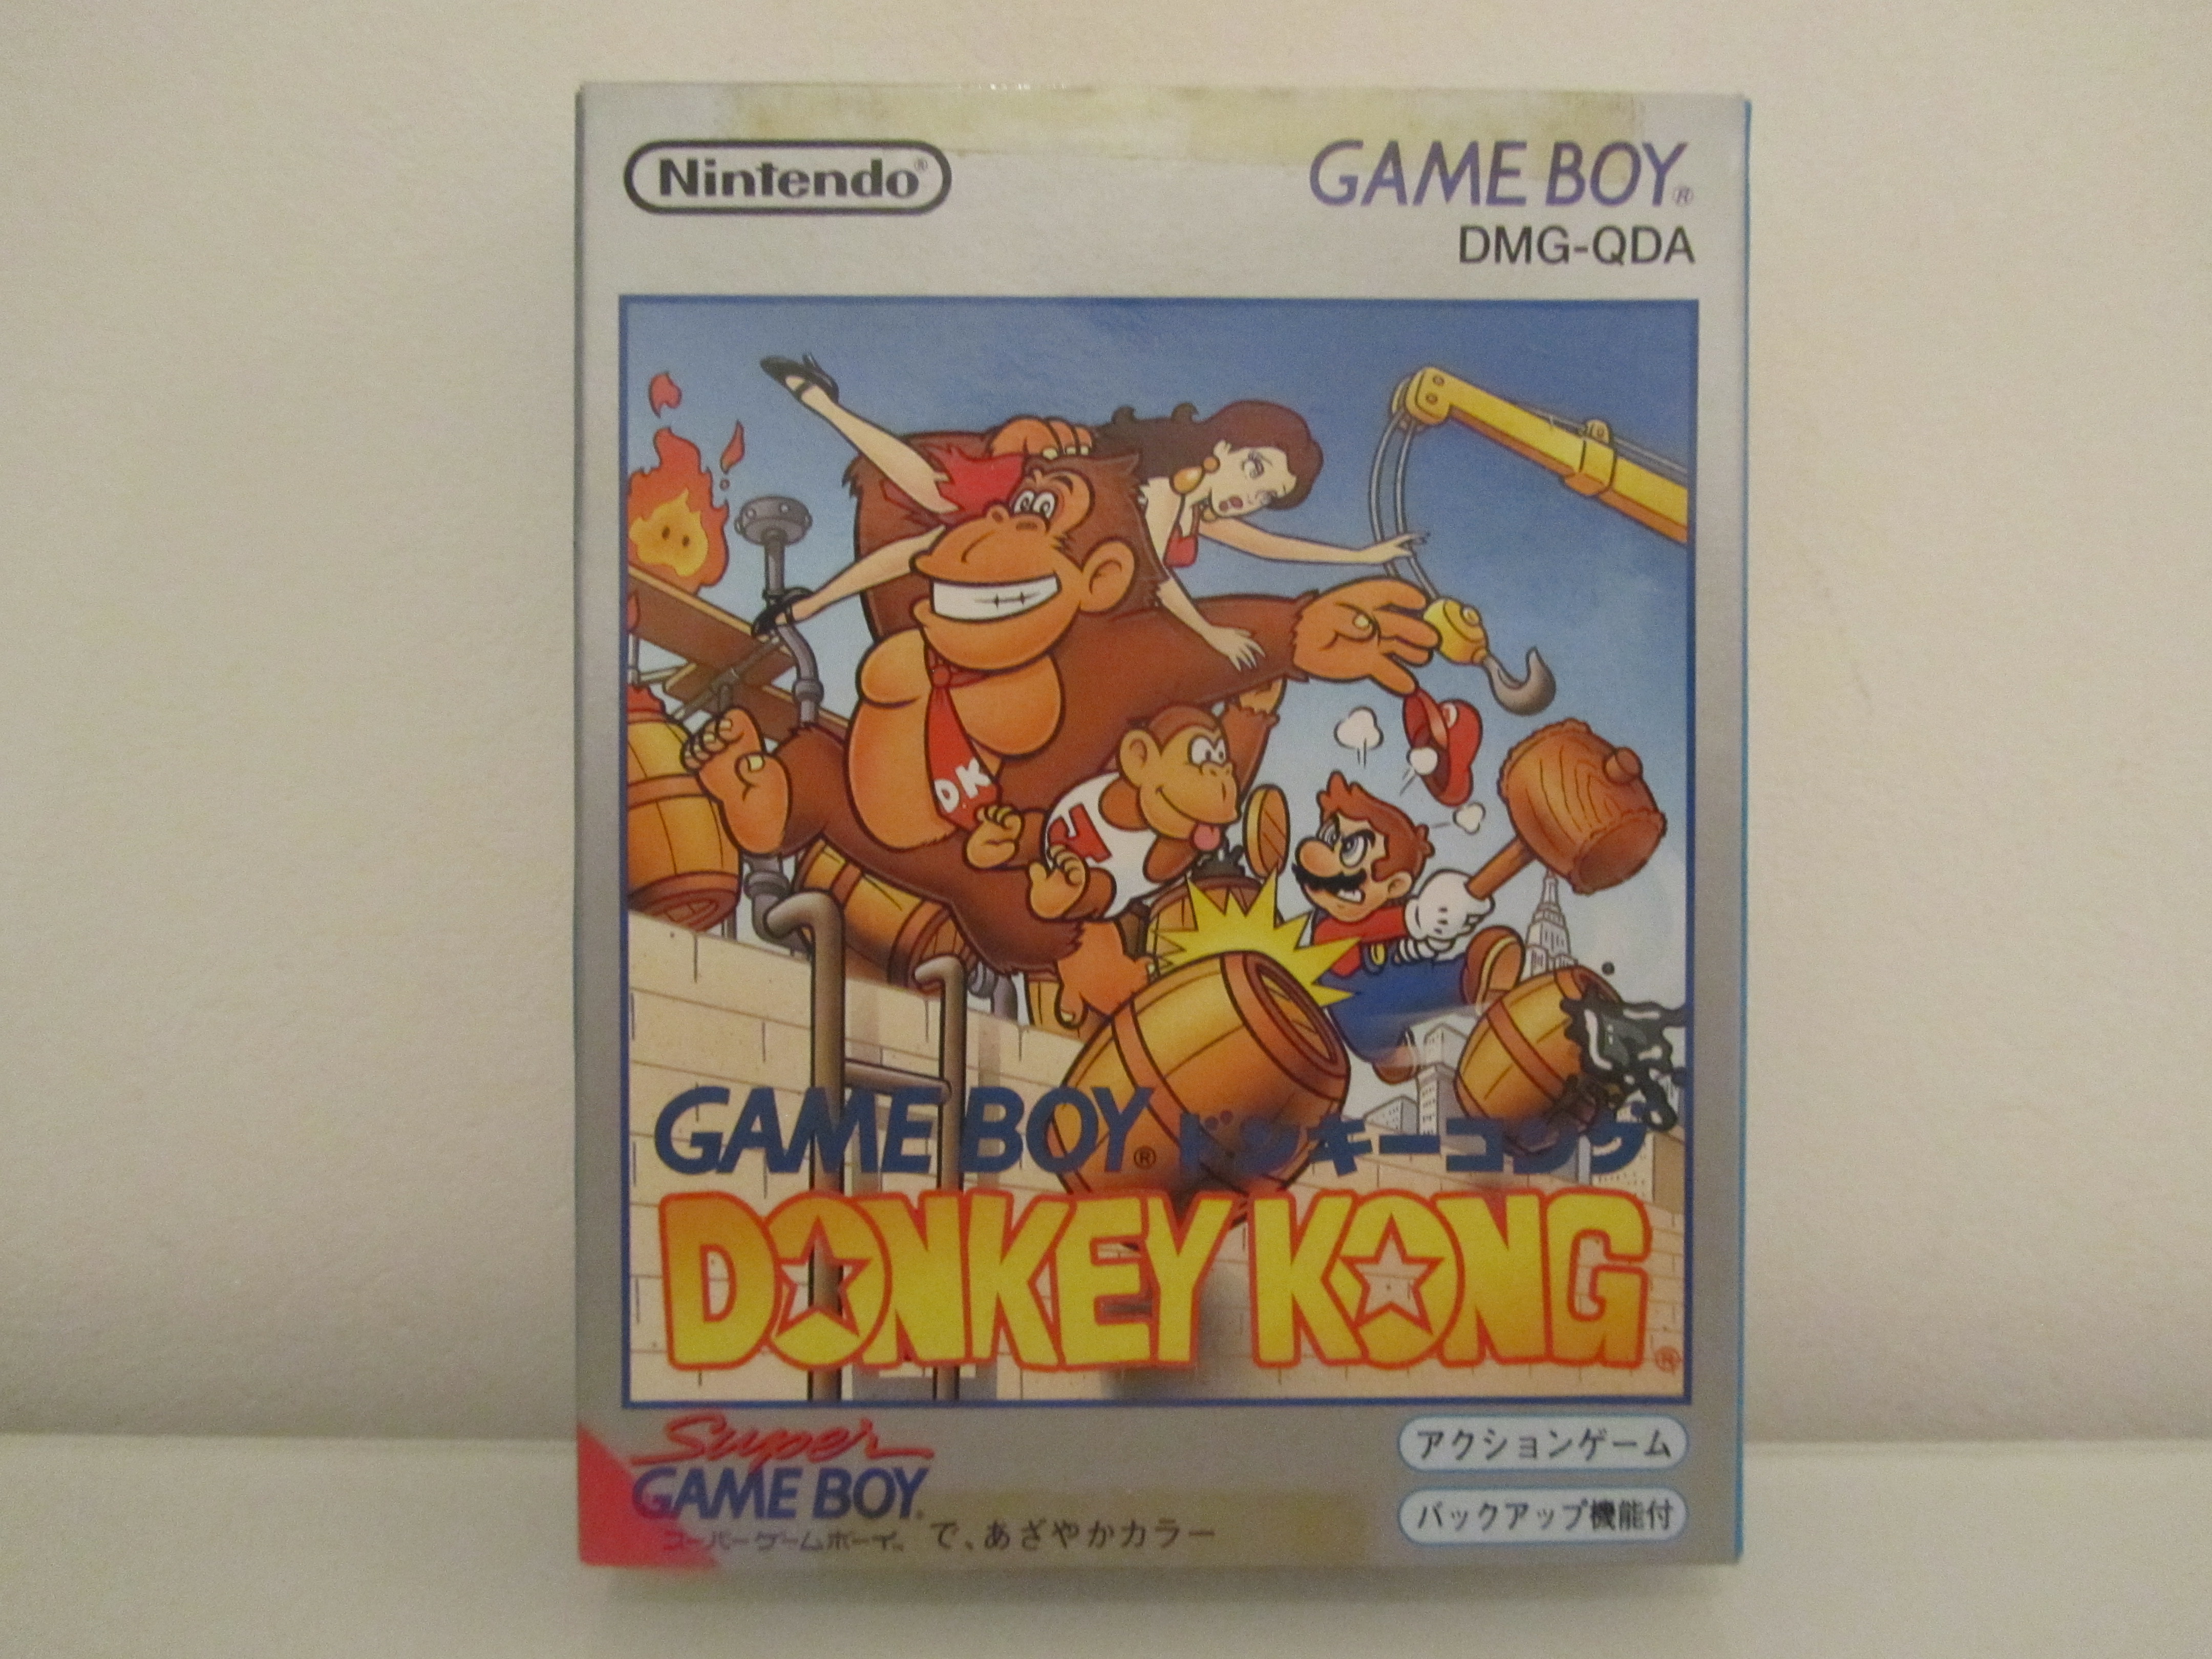 Nintendo®
GAME BOY®
DMG-QDA
D.K
J
GAME BOY® ドンキーコング
DONKEY KONG®
Super
GAME BOY®
スーパーゲームボーイ™ で、あざやかカラー
アクションゲーム
バックアップ機能付